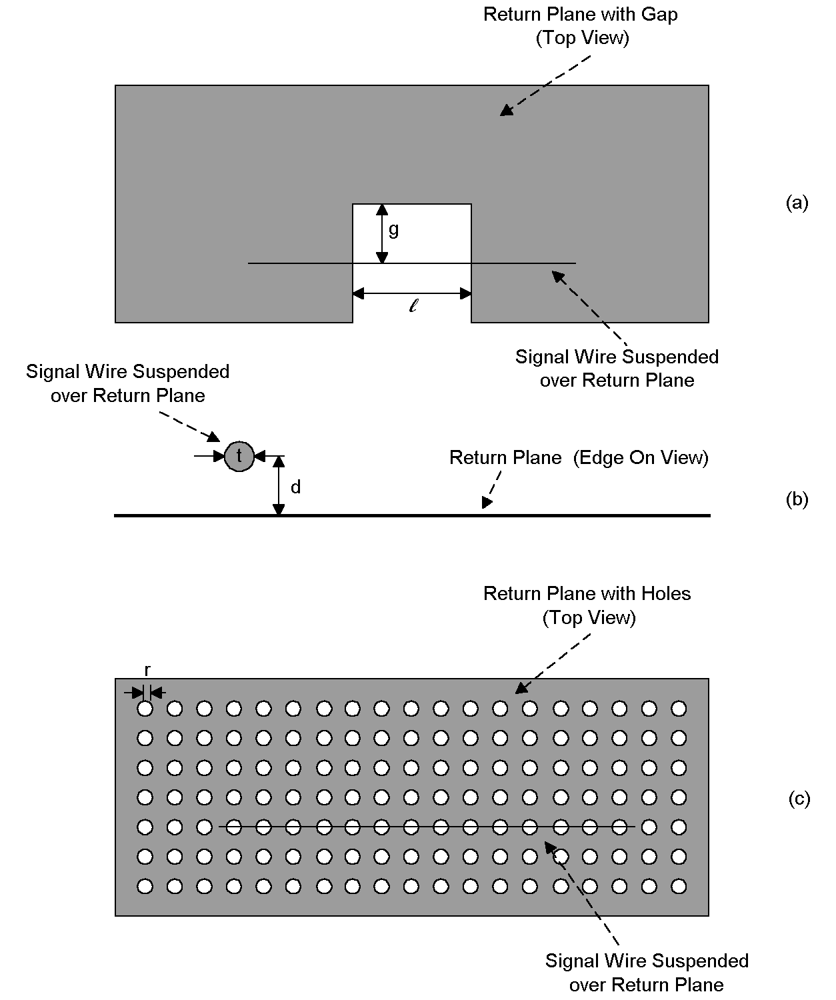 Return Plane with Gap
(Top View)
(a)
g
ℓ
Signal Wire Suspended
over Return Plane
Signal Wire Suspended
over Return Plane
t
d
Return Plane (Edge On View)
(b)
Return Plane with Holes
(Top View)
r
(c)
Signal Wire Suspended
over Return Plane